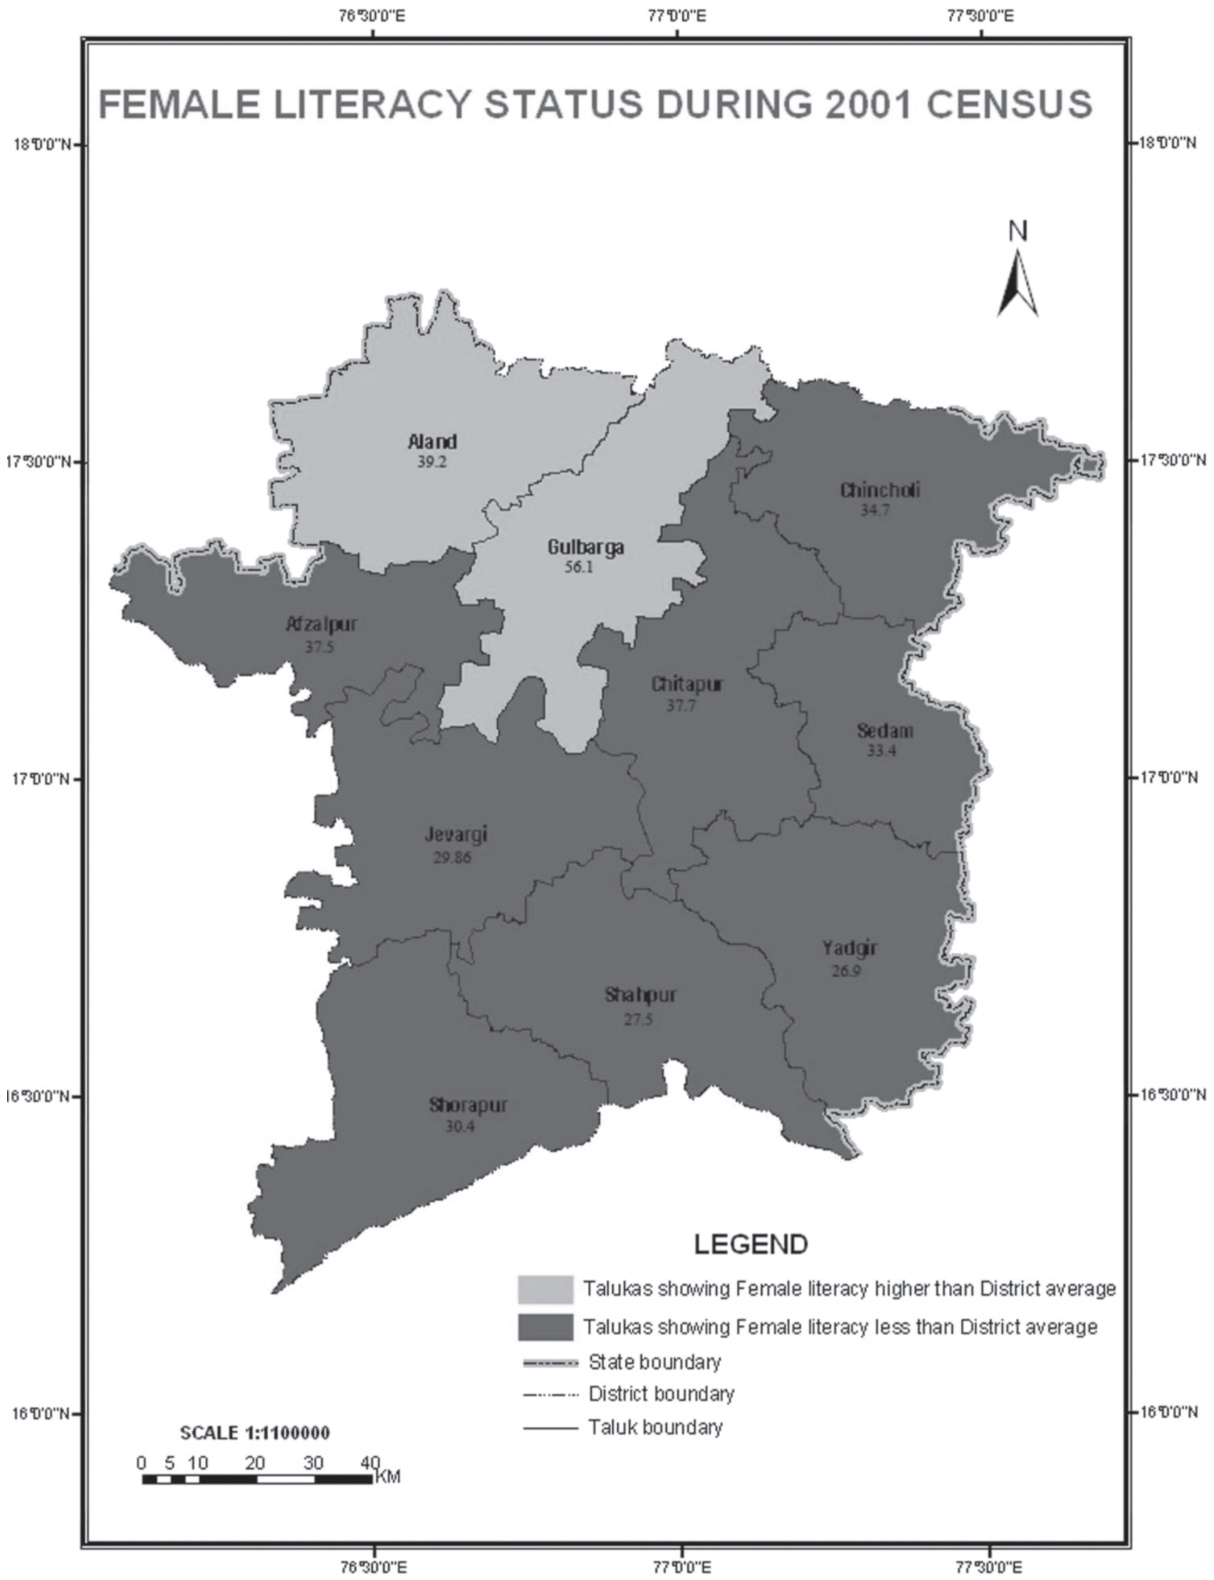 76°30'0"E 77°0'0"E 77°30'0"E
FEMALE LITERACY STATUS DURING 2001 CENSUS
18°0'0"N 18°0'0"N
N
Aland
39.2
17°30'0"N 17°30'0"N
Chincholi
34.7
Gulbarga
56.1
Afzalpur
37.5
Chitapur
37.7
Sedam
33.4
17°0'0"N 17°0'0"N
Jevargi
29.86
Yadgir
26.9
Shahpur
27.5
16°30'0"N 16°30'0"N
Shorapur
30.4
LEGEND
Talukas showing Female literacy higher than District average
Talukas showing Female literacy less than District average
State boundary
District boundary
Taluk boundary
16°0'0"N 16°0'0"N
SCALE 1:1100000
0 5 10 20 30 40
KM
76°30'0"E 77°0'0"E 77°30'0"E